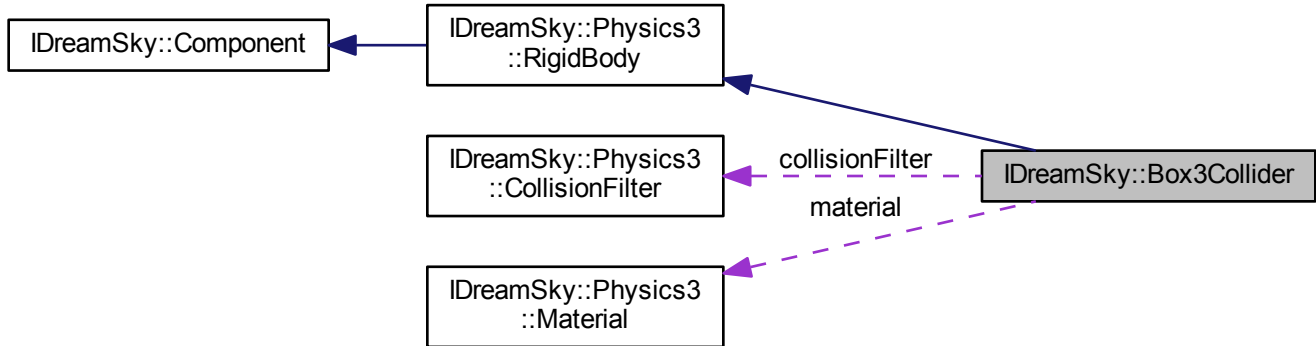 IDreamSky::Component
IDreamSky::Physics3
::RigidBody
IDreamSky::Physics3
::CollisionFilter
collisionFilter
IDreamSky::Box3Collider
material
IDreamSky::Physics3
::Material